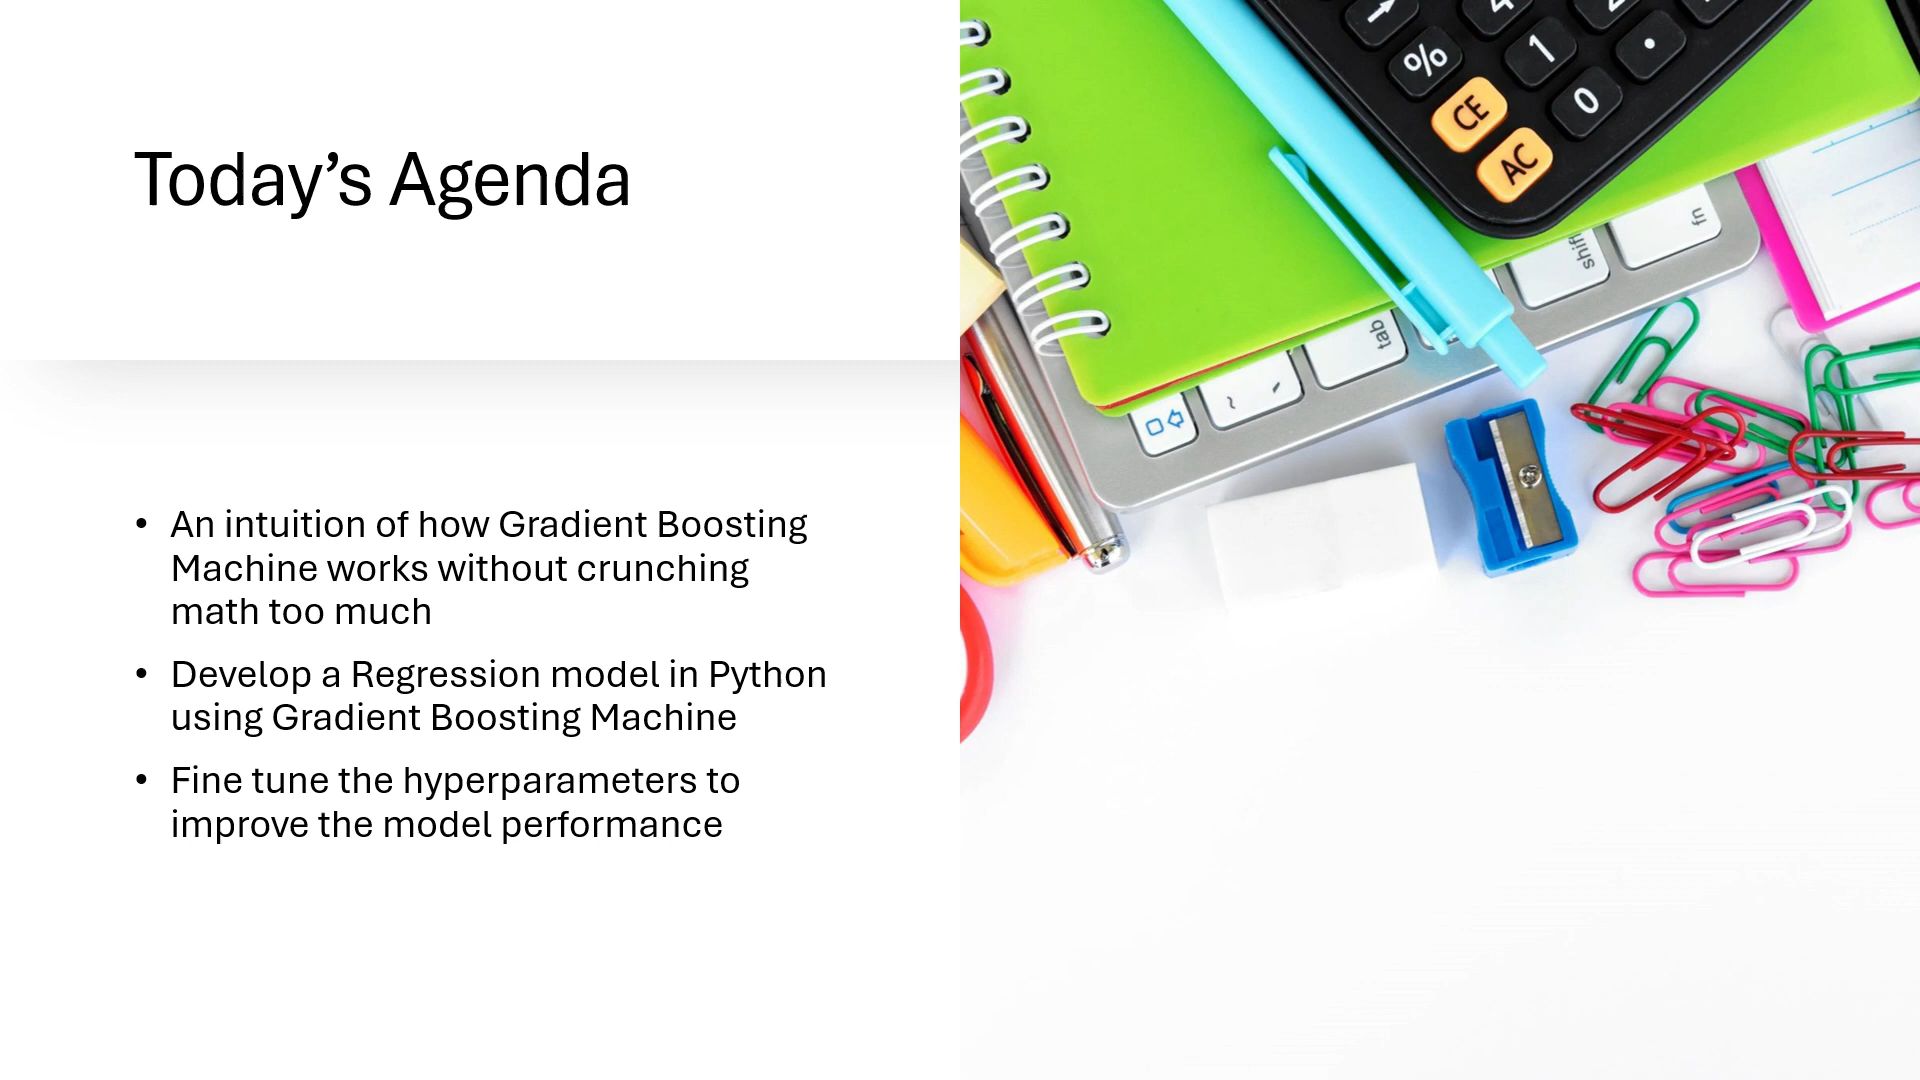 Today’s Agenda
• An intuition of how Gradient Boosting
Machine works without crunching
math too much
• Develop a Regression model in Python
using Gradient Boosting Machine
• Fine tune the hyperparameters to
improve the model performance
%
1
.
CE
0
AC
fn
shift
tab
~